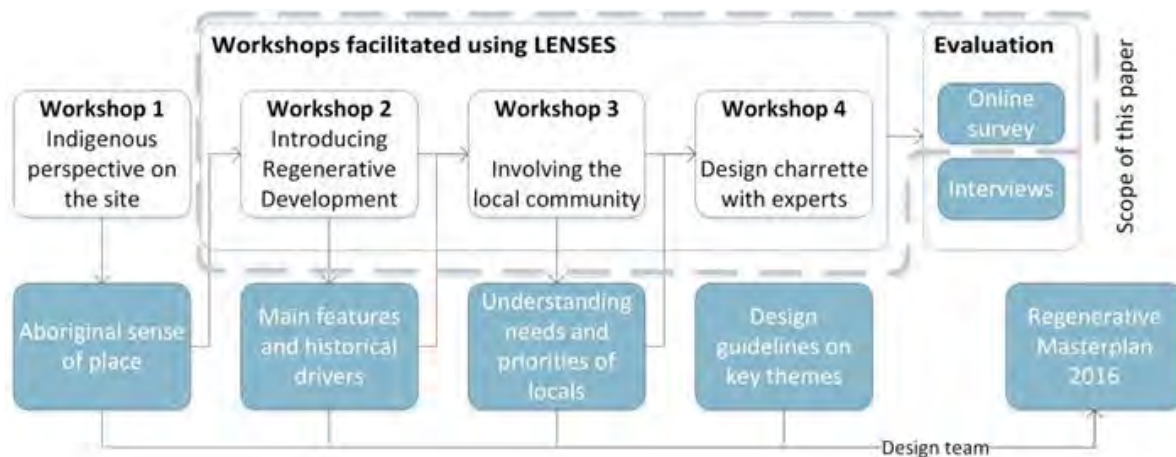 Workshops facilitated using LENSES
Evaluation
Scope of this paper
Workshop 1
Indigenous
perspective on
the site
Workshop 2
Introducing
Regenerative
Development
Workshop 3
Involving the
local community
Workshop 4
Design charrette
with experts
Online
survey
Interviews
Aboriginal sense
of place
Main features
and historical
drivers
Understanding
needs and
priorities of
locals
Design
guidelines on
key themes
Regenerative
Masterplan
2016
Design team